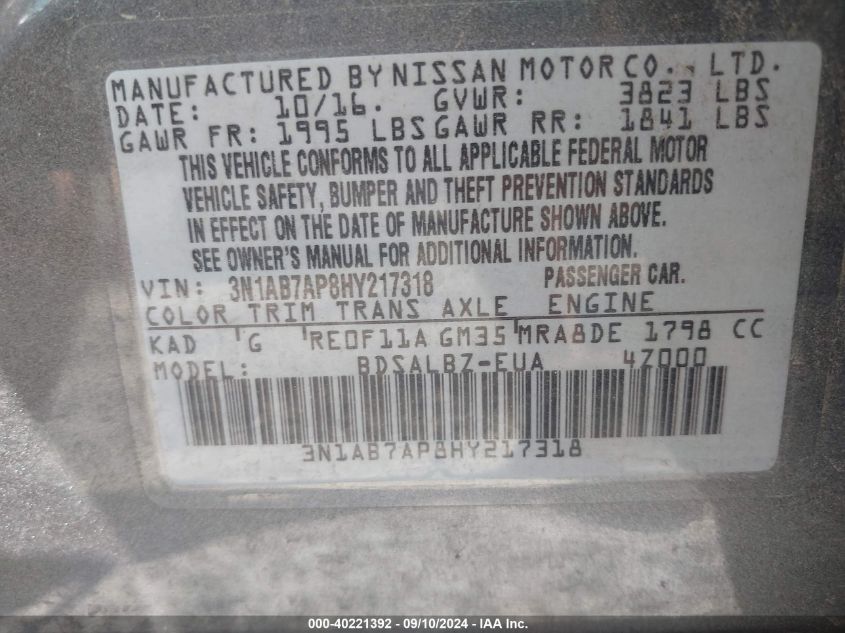 MANUFACTURED BY NISSAN MOTOR CO., LTD.
DATE: 10/16. GVWR: 3823 LBS
GAWR FR: 1995 LBS GAWR RR: 1841 LBS
THIS VEHICLE CONFORMS TO ALL APPLICABLE FEDERAL MOTOR
VEHICLE SAFETY, BUMPER AND THEFT PREVENTION STANDARDS
IN EFFECT ON THE DATE OF MANUFACTURE SHOWN ABOVE.
SEE OWNER'S MANUAL FOR ADDITIONAL INFORMATION.
VIN: 3N1AB7AP8HY217318 PASSENGER CAR.
COLOR TRIM TRANS AXLE ENGINE
KAD G RE0F11A GM35 MRA8DE 1798 CC
MODEL: BDSALBZ-EUA 4Z000
3N1AB7AP8HY217318
000-40221392 - 09/10/2024 - IAA Inc.